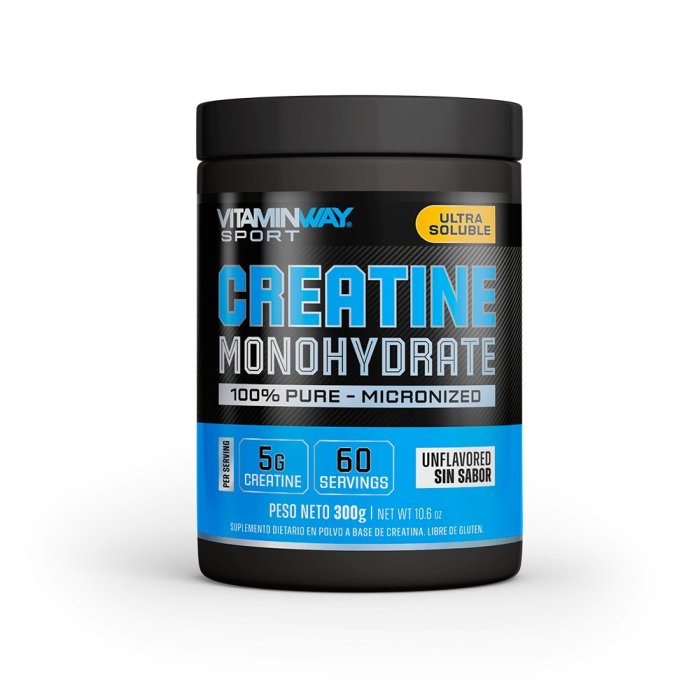 VITAMINWAY®
SPORT
ULTRA
SOLUBLE
CREATINE
MONOHYDRATE
100% PURE - MICRONIZED
PER SERVING
5G
CREATINE
60
SERVINGS
UNFLAVORED
SIN SABOR
PESO NETO 300g | NET WT 10.6 oz
SUPLEMENTO DIETARIO EN POLVO A BASE DE CREATINA. LIBRE DE GLUTEN.